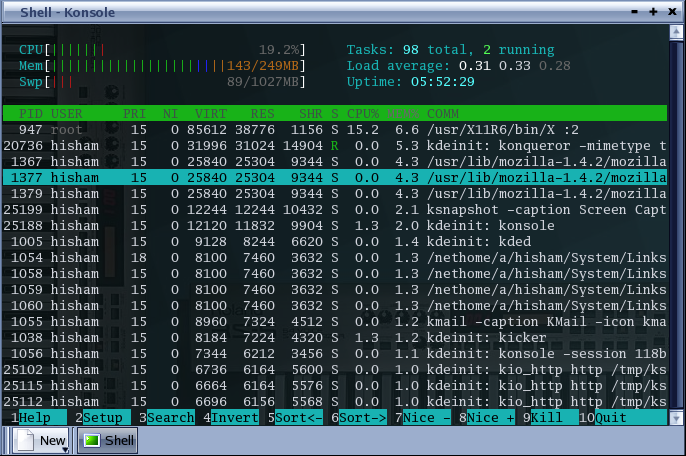 Shell - Konsole
CPU[||||||| 19.2%] Tasks: 98 total, 2 running
Mem[||||||||||||||||||||||143/249MB] Load average: 0.31 0.33 0.28
Swp[||| 89/1027MB] Uptime: 05:52:29
PID USER PRI NI VIRT RES SHR S CPU% MEM% COMM
947 root 15 0 85612 38776 1156 S 15.2 6.6 /usr/X11R6/bin/X :2
20736 hisham 15 0 31996 31024 14904 R 0.0 5.3 kdeinit: konqueror -mimetype t
1367 hisham 15 0 25840 25304 9344 S 0.0 4.3 /usr/lib/mozilla-1.4.2/mozilla
1377 hisham 15 0 25840 25304 9344 S 0.0 4.3 /usr/lib/mozilla-1.4.2/mozilla
1379 hisham 15 0 25840 25304 9344 S 0.0 4.3 /usr/lib/mozilla-1.4.2/mozilla
25199 hisham 15 0 12244 12244 10432 S 0.0 2.1 ksnapshot -caption Screen Capt
25188 hisham 15 0 12120 11832 9904 S 1.3 2.0 kdeinit: konsole
1005 hisham 15 0 9128 8244 6620 S 0.0 1.4 kdeinit: kded
1054 hisham 18 0 8100 7460 3632 S 0.0 1.3 /nethome/a/hisham/System/Links
1058 hisham 15 0 8100 7460 3632 S 0.0 1.3 /nethome/a/hisham/System/Links
1059 hisham 15 0 8100 7460 3632 S 0.0 1.3 /nethome/a/hisham/System/Links
1060 hisham 15 0 8100 7460 3632 S 0.0 1.3 /nethome/a/hisham/System/Links
1055 hisham 15 0 8960 7324 4512 S 0.0 1.2 kmail -caption KMail -icon kma
1038 hisham 15 0 8184 7224 4320 S 1.3 1.2 kdeinit: kicker
1056 hisham 15 0 7344 6212 3456 S 0.0 1.1 kdeinit: konsole -session 118b
25102 hisham 15 0 6736 6164 5600 S 0.0 1.1 kdeinit: kio_http http /tmp/ks
25115 hisham 15 0 6664 6164 5576 S 0.0 1.1 kdeinit: kio_http http /tmp/ks
25112 hisham 15 0 6696 6156 5568 S 0.0 1.1 kdeinit: kio_http http /tmp/ks
1Help 2Setup 3Search 4Invert 5Sort<- 6Sort-> 7Nice - 8Nice + 9Kill 10Quit
New Shell